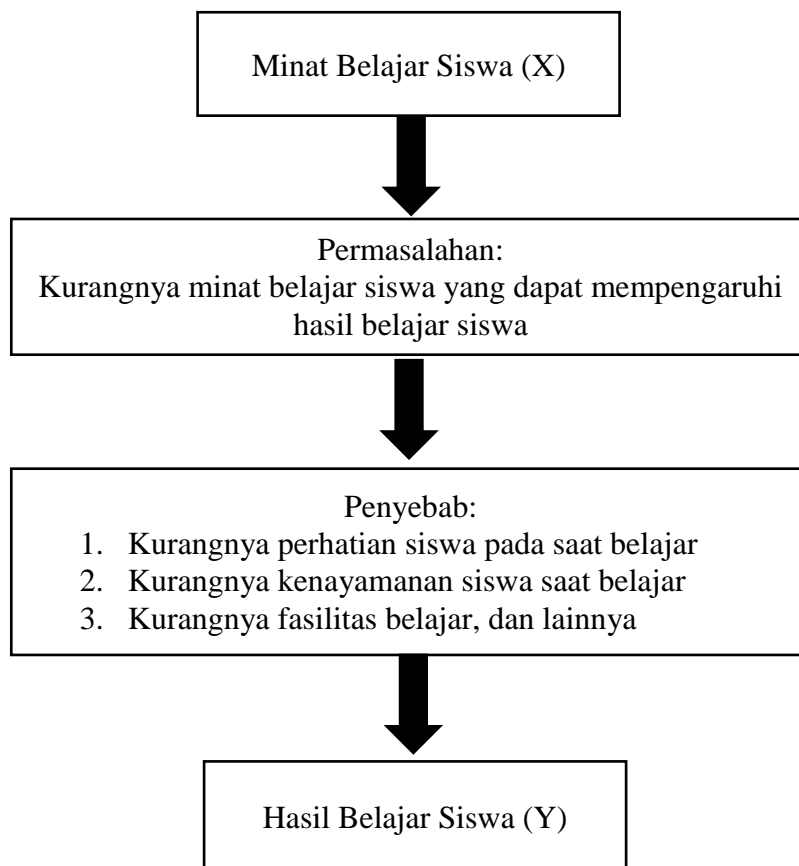 Minat Belajar Siswa (X)
Permasalahan:
Kurangnya minat belajar siswa yang dapat mempengaruhi
hasil belajar siswa
Penyebab:
1. Kurangnya perhatian siswa pada saat belajar
2. Kurangnya kenayamanan siswa saat belajar
3. Kurangnya fasilitas belajar, dan lainnya
Hasil Belajar Siswa (Y)